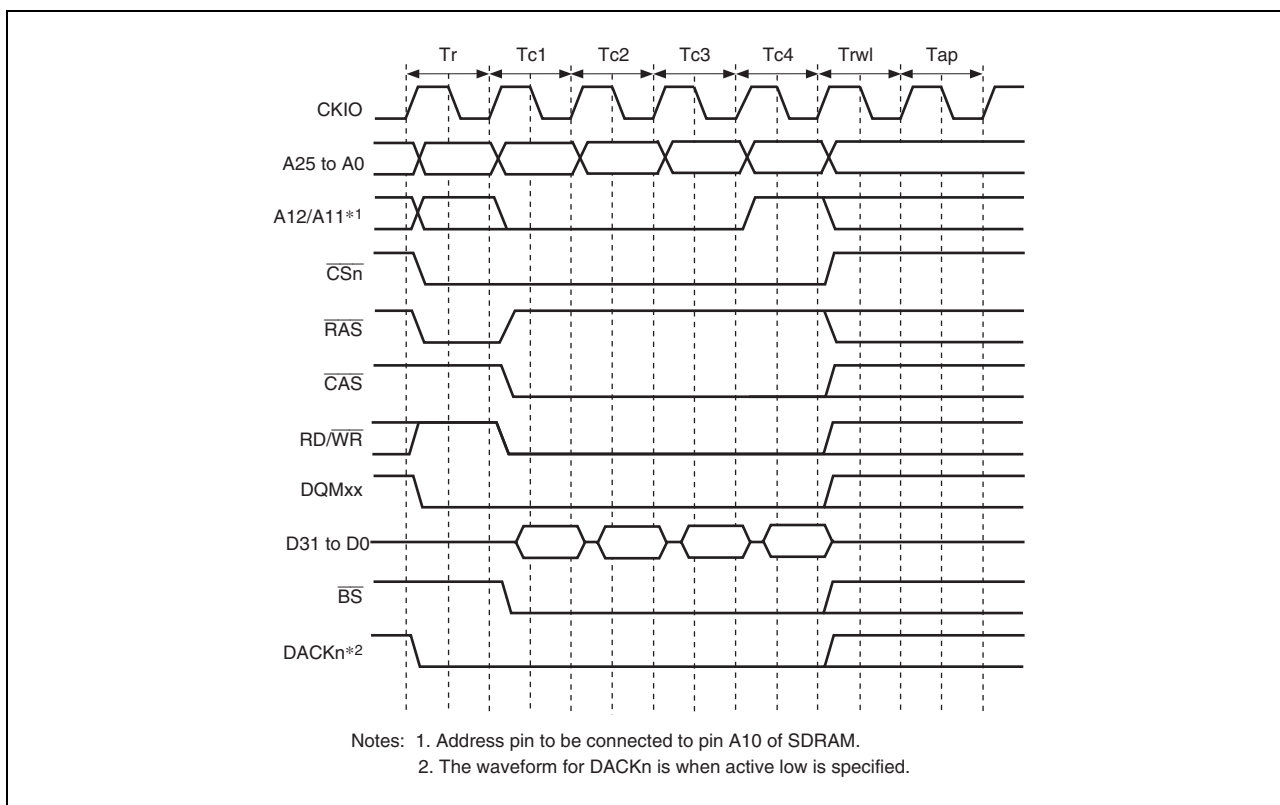 Tr Tc1 Tc2 Tc3 Tc4 Trwl Tap
CKIO
A25 to A0
A12/A11*1
CSn
RAS
CAS
RD/WR
DQMxx
D31 to D0
BS
DACKn*2
Notes: 1. Address pin to be connected to pin A10 of SDRAM.
2. The waveform for DACKn is when active low is specified.